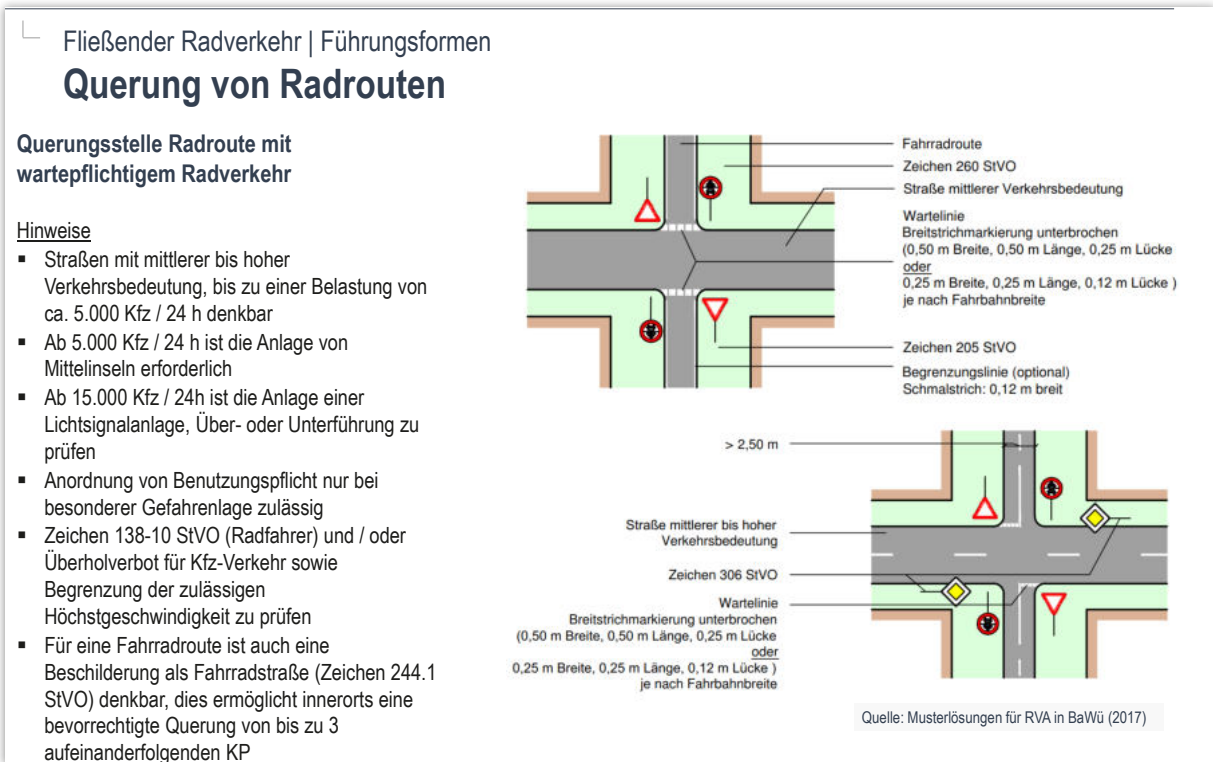 Fließender Radverkehr | Führungsformen
Querung von Radrouten
Querungsstelle Radroute mit
wartepflichtigem Radverkehr
Hinweise
▪ Straßen mit mittlerer bis hoher
Verkehrsbedeutung, bis zu einer Belastung von
ca. 5.000 Kfz / 24 h denkbar
▪ Ab 5.000 Kfz / 24 h ist die Anlage von
Mittelinseln erforderlich
▪ Ab 15.000 Kfz / 24h ist die Anlage einer
Lichtsignalanlage, Über- oder Unterführung zu
prüfen
▪ Anordnung von Benutzungspflicht nur bei
besonderer Gefahrenlage zulässig
▪ Zeichen 138-10 StVO (Radfahrer) und / oder
Überholverbot für Kfz-Verkehr sowie
Begrenzung der zulässigen
Höchstgeschwindigkeit zu prüfen
▪ Für eine Fahrradroute ist auch eine
Beschilderung als Fahrradstraße (Zeichen 244.1
StVO) denkbar, dies ermöglicht innerorts eine
bevorrechtigte Querung von bis zu 3
aufeinanderfolgenden KP
Fahrradroute
Zeichen 260 StVO
Straße mittlerer Verkehrsbedeutung
Wartelinie
Breitstrichmarkierung unterbrochen
(0,50 m Breite, 0,50 m Länge, 0,25 m Lücke
oder
0,25 m Breite, 0,25 m Länge, 0,12 m Lücke )
je nach Fahrbahnbreite
Zeichen 205 StVO
Begrenzungslinie (optional)
Schmalstrich: 0,12 m breit
> 2,50 m
Straße mittlerer bis hoher
Verkehrsbedeutung
Zeichen 306 StVO
Wartelinie
Breitstrichmarkierung unterbrochen
(0,50 m Breite, 0,50 m Länge, 0,25 m Lücke
oder
0,25 m Breite, 0,25 m Länge, 0,12 m Lücke )
je nach Fahrbahnbreite
Quelle: Musterlösungen für RVA in BaWü (2017)